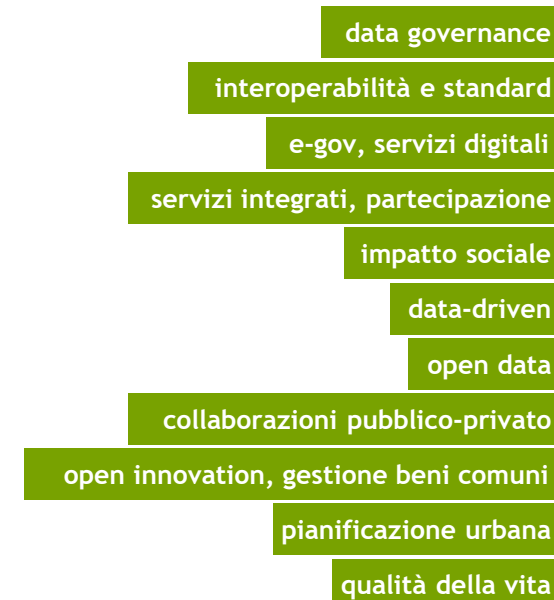 data governance
interoperabilità e standard
e-gov, servizi digitali
servizi integrati, partecipazione
impatto sociale
data-driven
open data
collaborazioni pubblico-privato
open innovation, gestione beni comuni
pianificazione urbana
qualità della vita